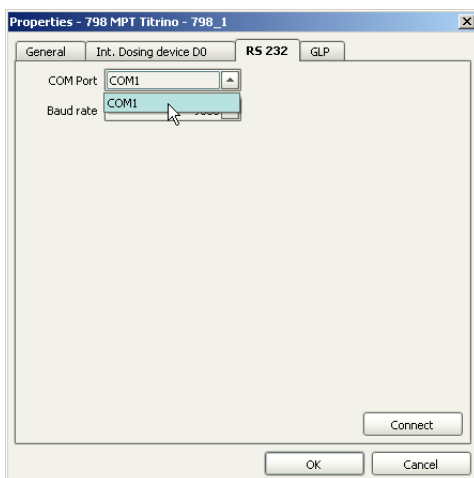 Properties - 798 MPT Titrino - 798_1
General Int. Dosing device D0 RS 232 GLP
COM Port COM1
COM1
Baud rate
Connect
OK Cancel